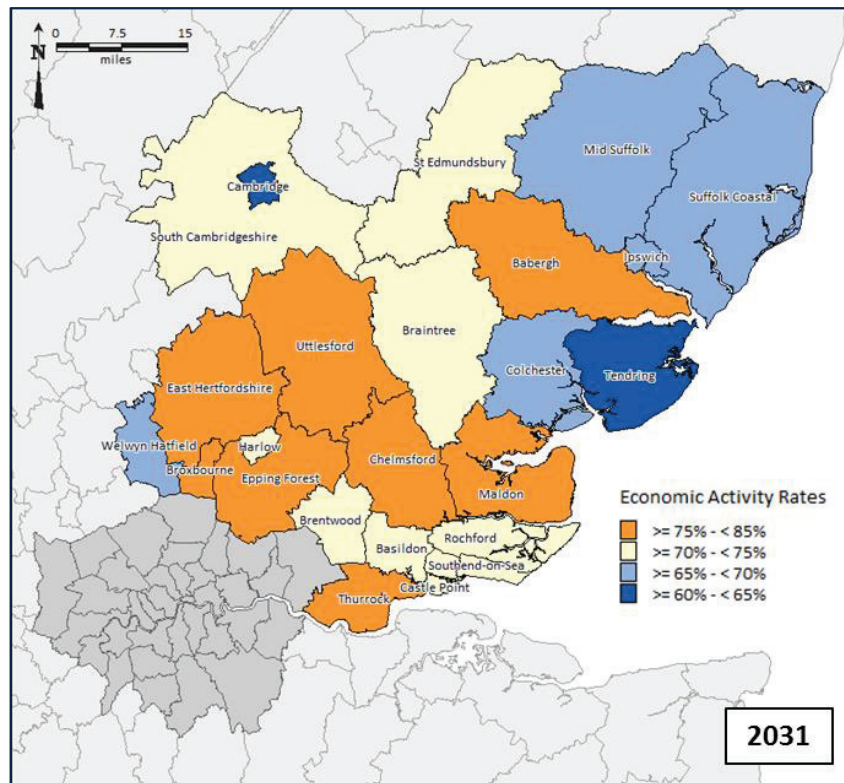 0 7.5 15
miles
N
St Edmundsbury
Mid Suffolk
Cambridge
Suffolk Coastal
South Cambridgeshire
Ipswich
Babergh
Uttlesford
Braintree
Colchester
Tendring
East Hertfordshire
Welwyn Hatfield
Harlow
Broxbourne
Epping Forest
Chelmsford
Maldon
Brentwood
Rochford
Basildon
Southend-on-Sea
Castle Point
Thurrock
Economic Activity Rates
>= 75% - < 85%
>= 70% - < 75%
>= 65% - < 70%
>= 60% - < 65%
2031